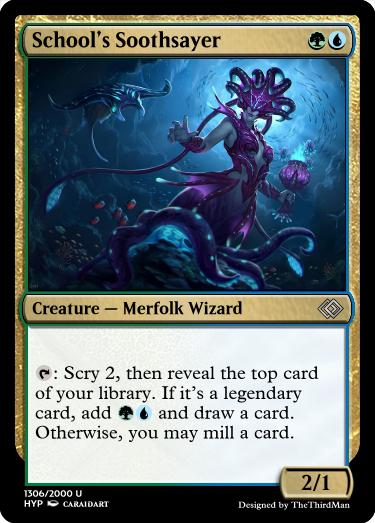 School's Soothsayer
Creature — Merfolk Wizard
: Scry 2, then reveal the top card
of your library. If it's a legendary
card, add and draw a card.
Otherwise, you may mill a card.
2/1
1306/2000 U
HYP CARAIDART
Designed by TheThirdMan